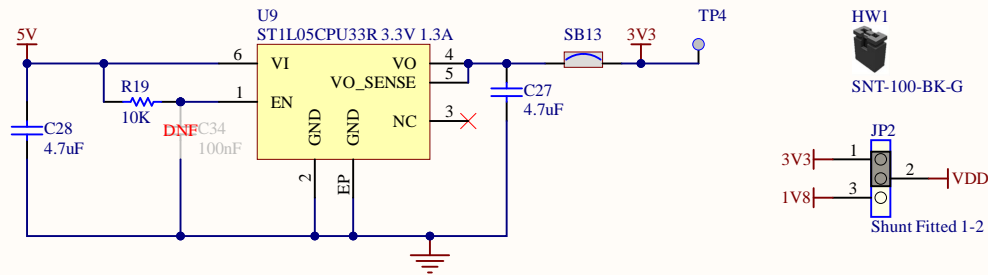 U9
ST1L05CPU33R 3.3V 1.3A
5V
6
VI
VO
4
VO_SENSE
5
R19
10K
1
EN
GND
GND
NC
3
2
EP
C28
4.7uF
DNF
C34
100nF
C27
4.7uF
SB13
3V3
TP4
HW1
SNT-100-BK-G
JP2
3V3
1
2
VDD
1V8
3
Shunt Fitted 1-2